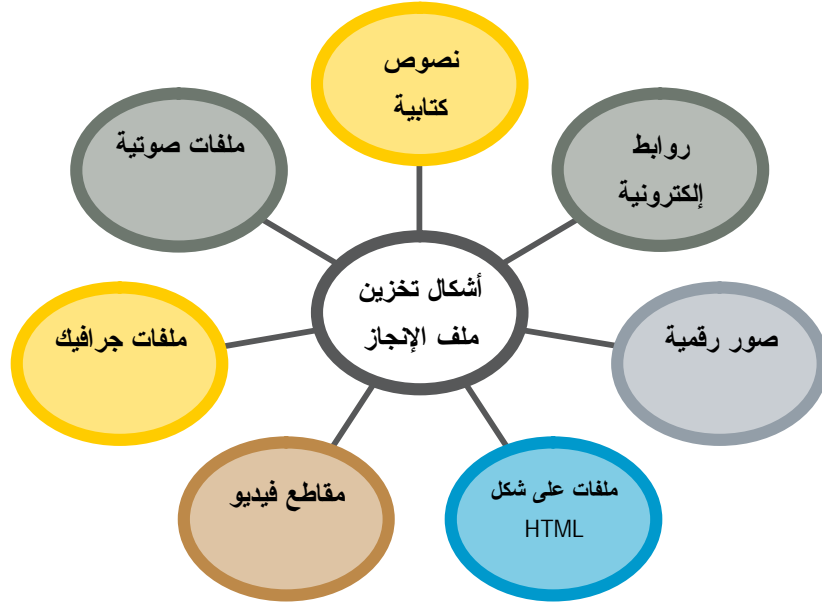 نصوص
كتابية
روابط
إلكترونية
صور رقمية
ملفات على شكل
HTML
مقاطع فيديو
ملفات جرافيك
ملفات صوتية
أشكال تخزين
ملف الإنجاز